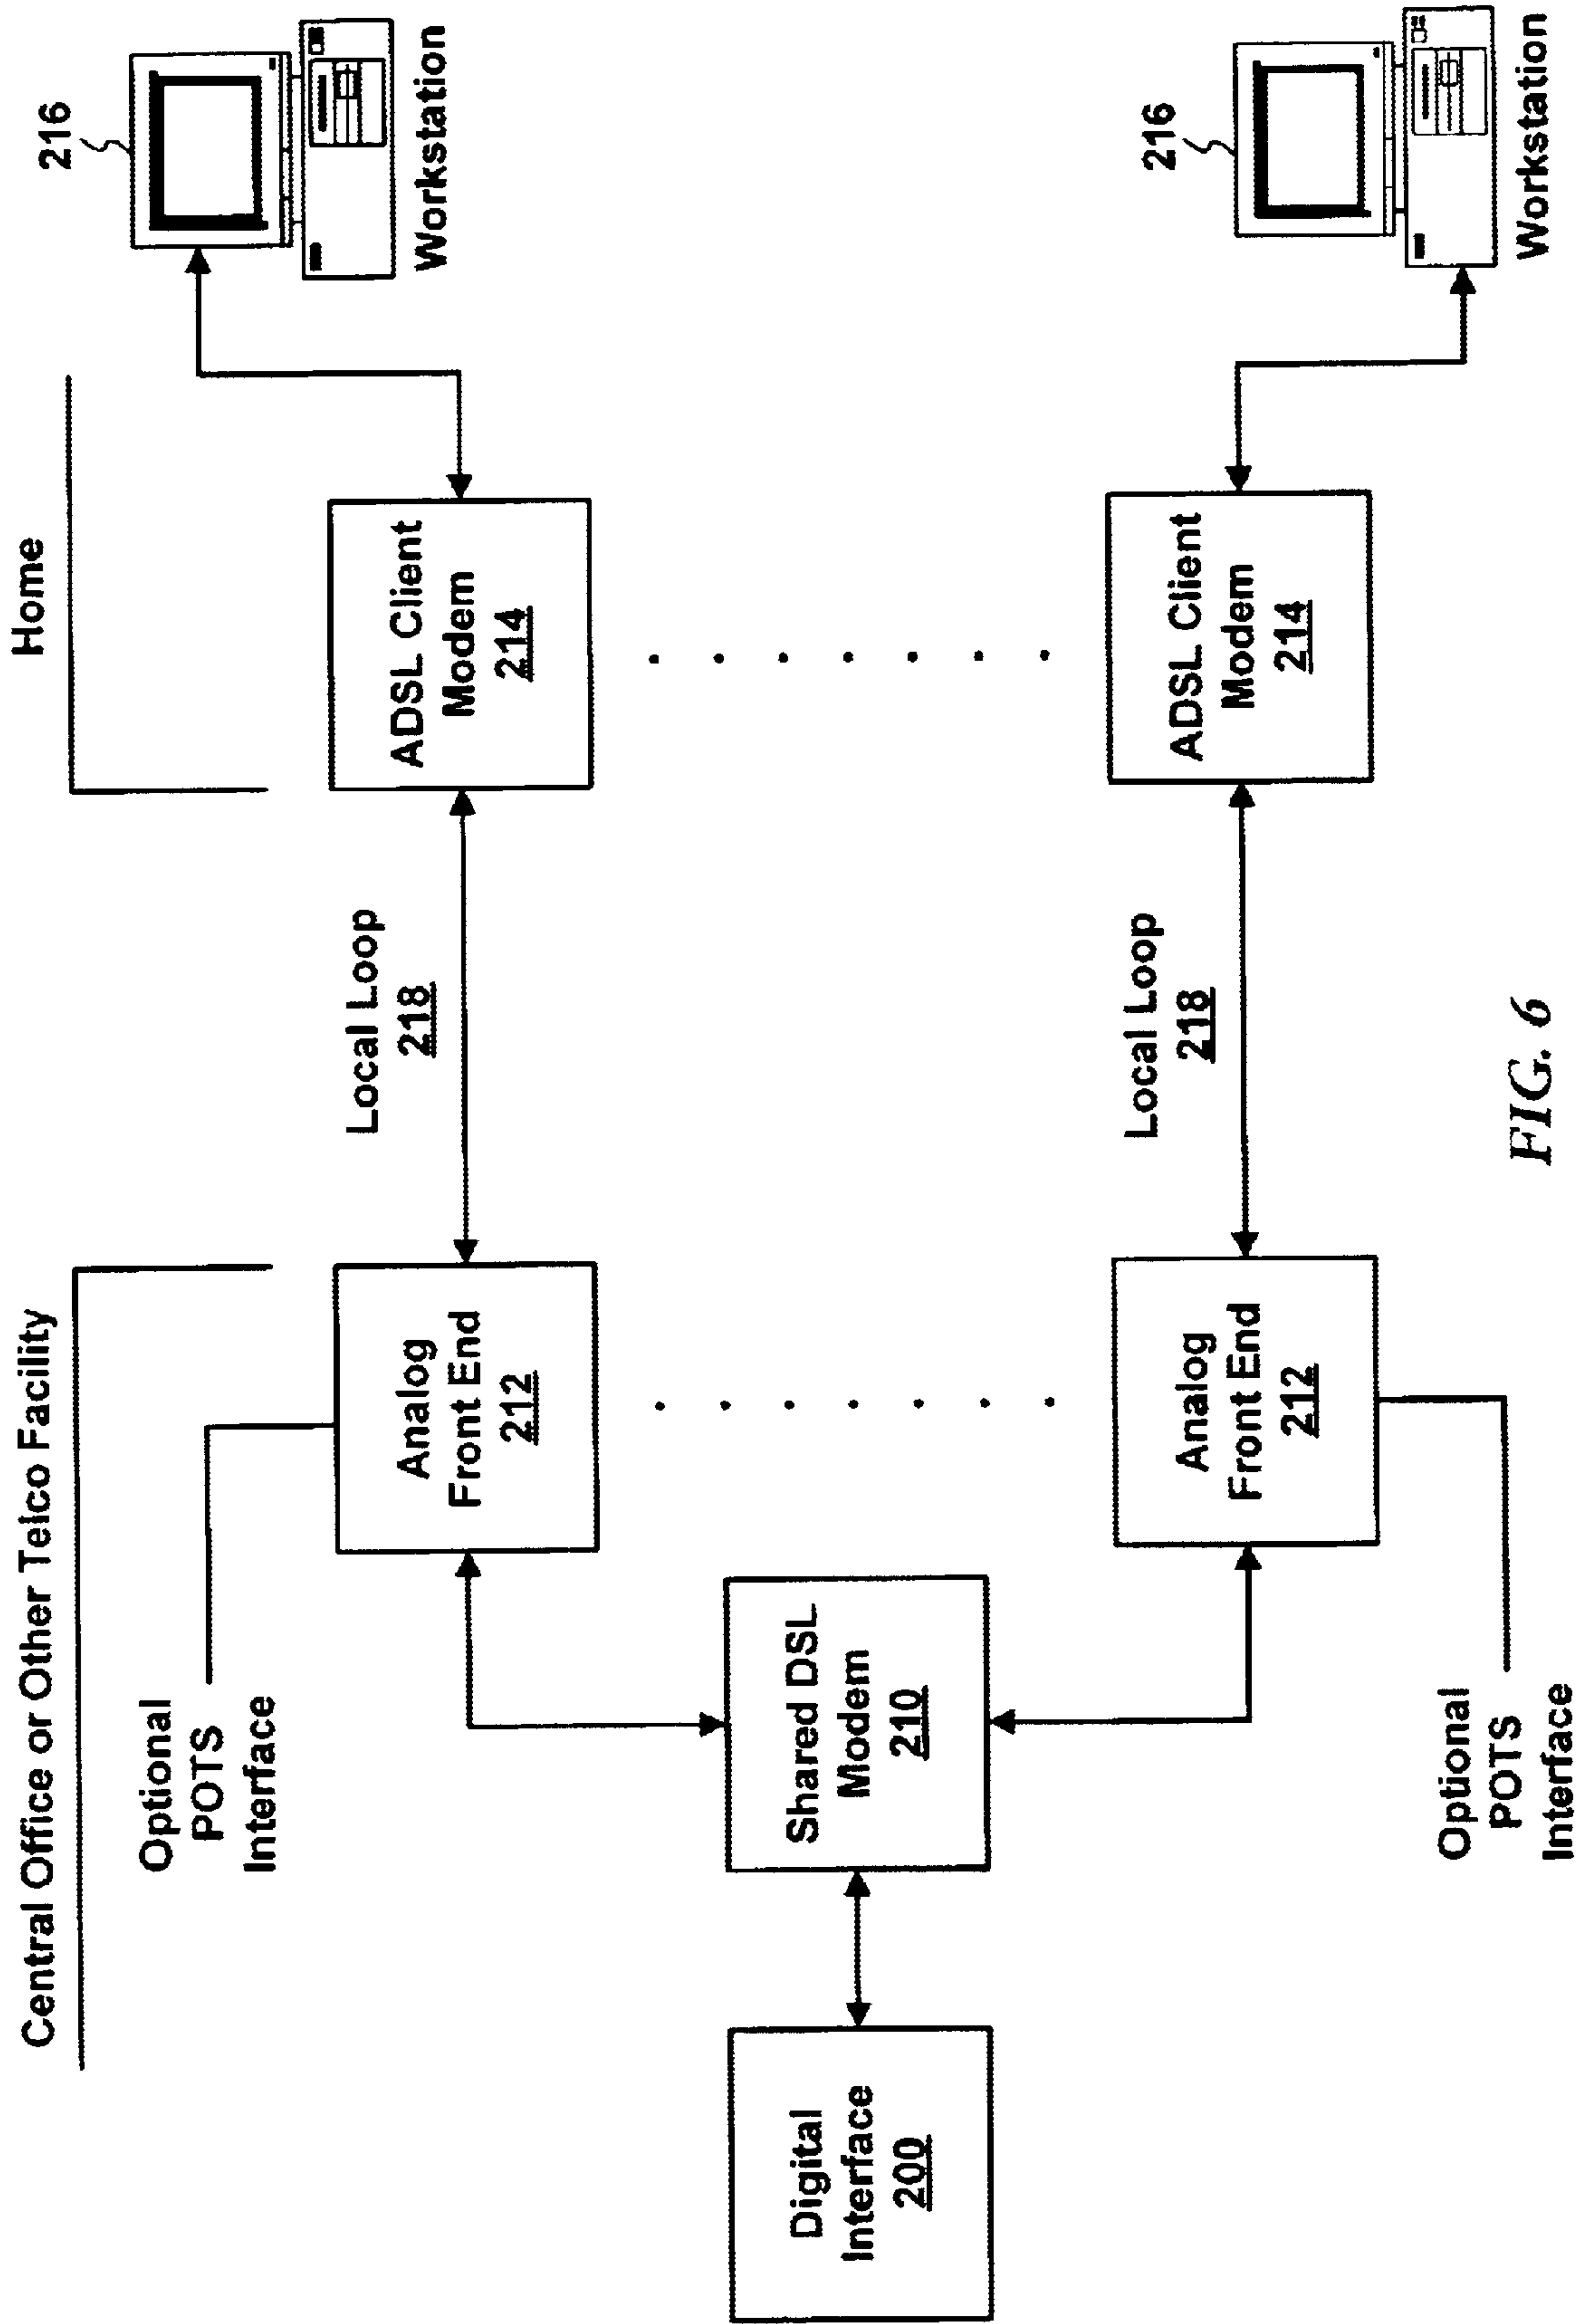 Central Office or Other Telco Facility
Home
Optional
POTS
Interface
Analog
Front End
212
Local Loop
218
ADSL Client
Modem
214
216
Workstation
Digital
Interface
200
Shared DSL
Modem
210
Analog
Front End
212
Local Loop
218
ADSL Client
Modem
214
216
Workstation
Optional
POTS
Interface
FIG. 6